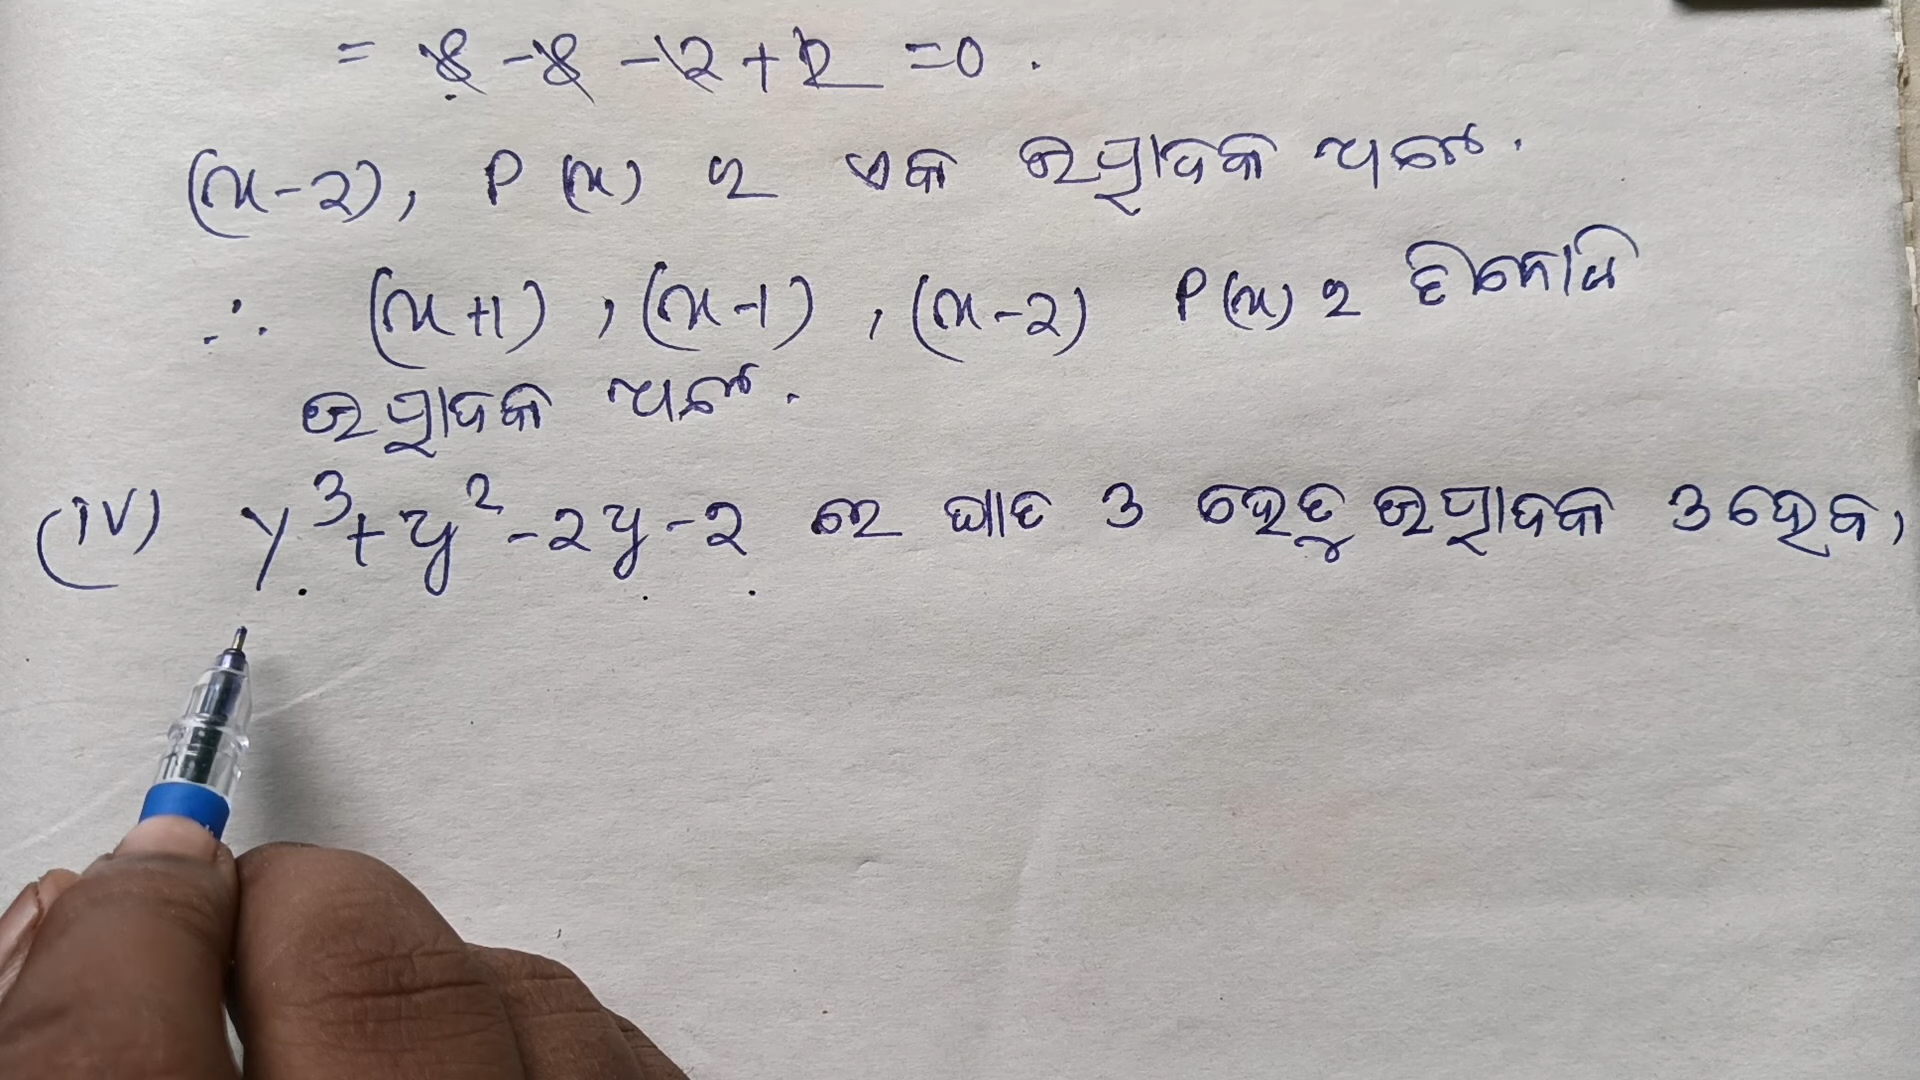 = 8 - 8 - 2 + 2 = 0 .
(x-2), P(x) ର ଏକ ଉତ୍ପାଦକ ଅଟେ.
∴ (x+1) , (x-1) , (x-2) P(x) ର ତିନୋଟି
ଉତ୍ପାଦକ ଅଟେ.
(iv) y³+y²-2y-2 ରେ ଘାତ 3 ହେତୁ ଉତ୍ପାଦକ 3 ହେବ,